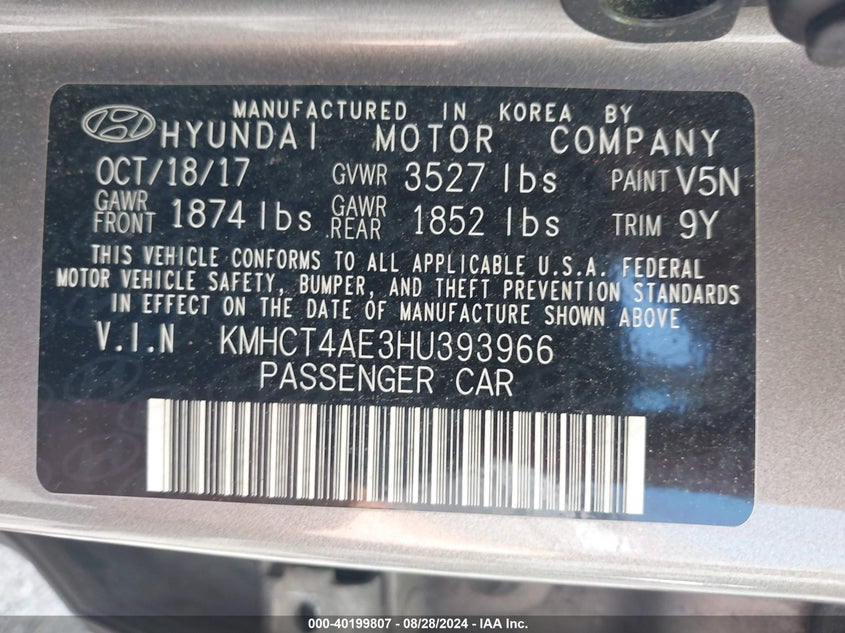 MANUFACTURED IN KOREA BY
HYUNDAI MOTOR COMPANY
OCT/18/17 GVWR 3527 lbs PAINT V5N
GAWR FRONT 1874 lbs GAWR REAR 1852 lbs TRIM 9Y
THIS VEHICLE CONFORMS TO ALL APPLICABLE U.S.A. FEDERAL
MOTOR VEHICLE SAFETY, BUMPER, AND THEFT PREVENTION STANDARDS
IN EFFECT ON THE DATE OF MANUFACTURE SHOWN ABOVE
V.I.N KMHCT4AE3HU393966
PASSENGER CAR
000-40199807 - 08/28/2024 - IAA Inc.